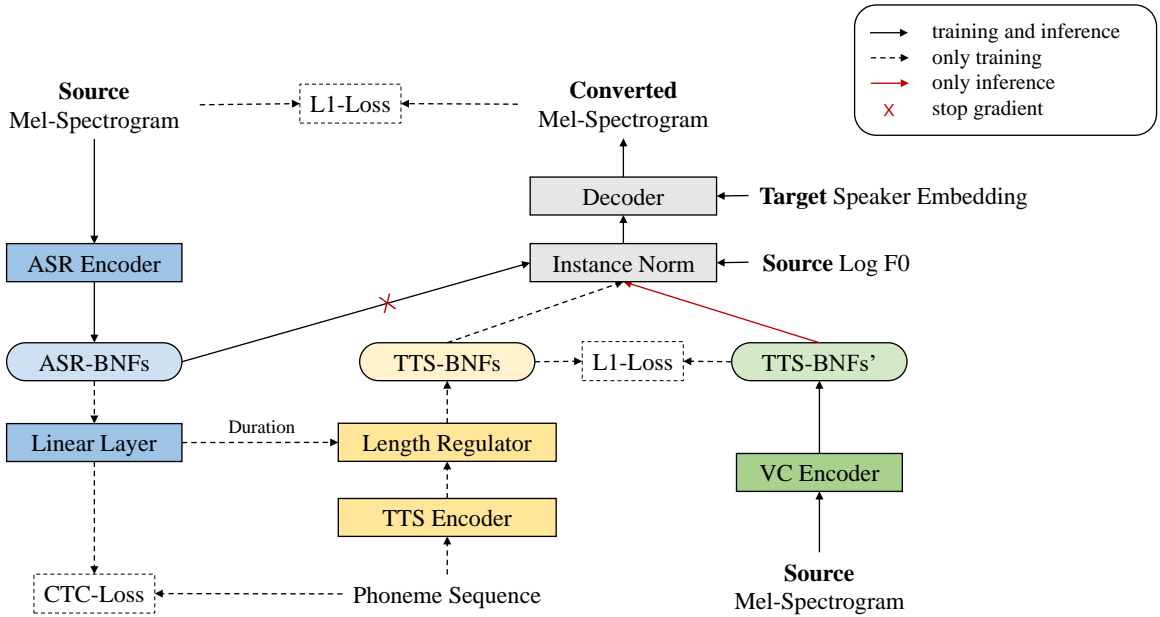 training and inference
only training
only inference
stop gradient
Source
Mel-Spectrogram
L1-Loss
Converted
Mel-Spectrogram
Decoder
Target Speaker Embedding
ASR Encoder
Instance Norm
Source Log F0
ASR-BNFs
TTS-BNFs
L1-Loss
TTS-BNFs’
Linear Layer
Duration
Length Regulator
VC Encoder
TTS Encoder
CTC-Loss
Phoneme Sequence
Source
Mel-Spectrogram